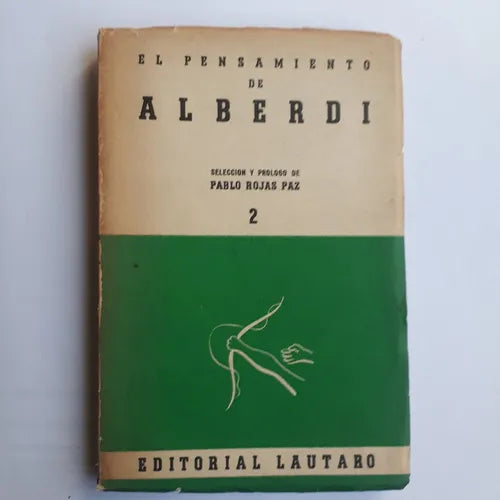 EL PENSAMIENTO
DE
ALBERDI
SELECCION Y PROLOGO DE
PABLO ROJAS PAZ
2
EDITORIAL LAUTARO